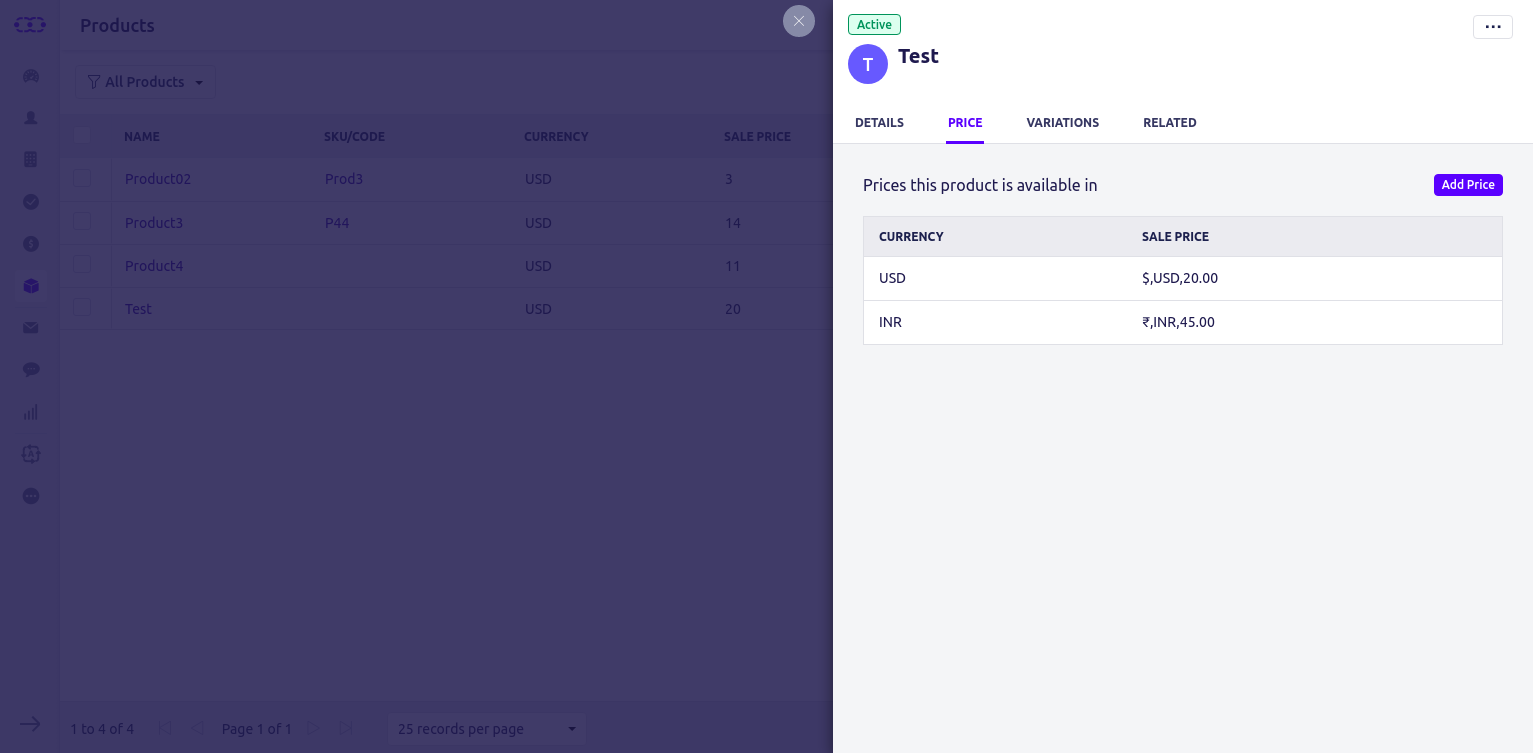 Products
All Products
NAME SKU/CODE CURRENCY SALE PRICE
Product02 Prod3 USD 3
Product3 P44 USD 14
Product4 USD 11
Test USD 20
1 to 4 of 4 Page 1 of 1 25 records per page
Active
T Test
DETAILS PRICE VARIATIONS RELATED
Prices this product is available in Add Price
CURRENCY SALE PRICE
USD $,USD,20.00
INR ₹,INR,45.00